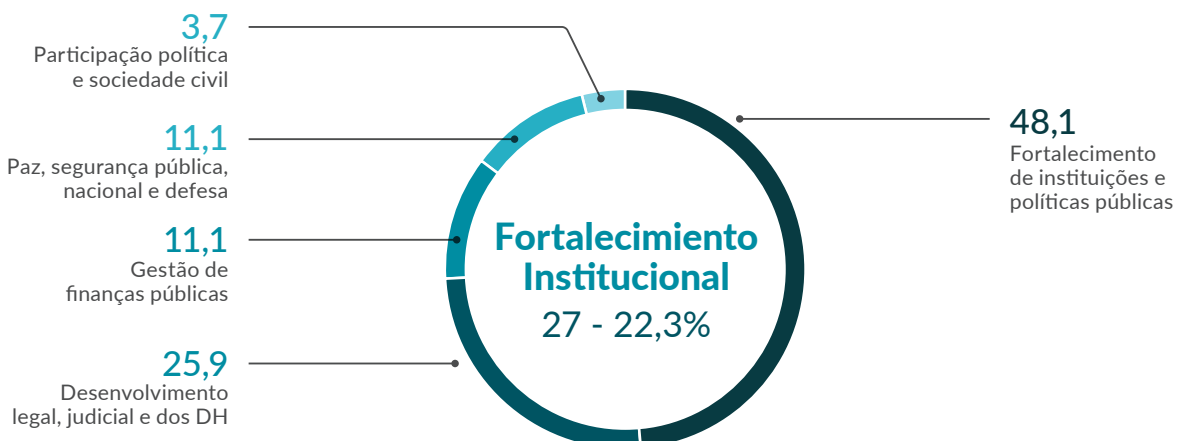 3,7
Participação política
e sociedade civil
11,1
Paz, segurança pública,
nacional e defesa
11,1
Gestão de
finanças públicas
25,9
Desenvolvimento
legal, judicial e dos DH
Fortalecimiento
Institucional
27 - 22,3%
48,1
Fortalecimento
de instituições e
políticas públicas